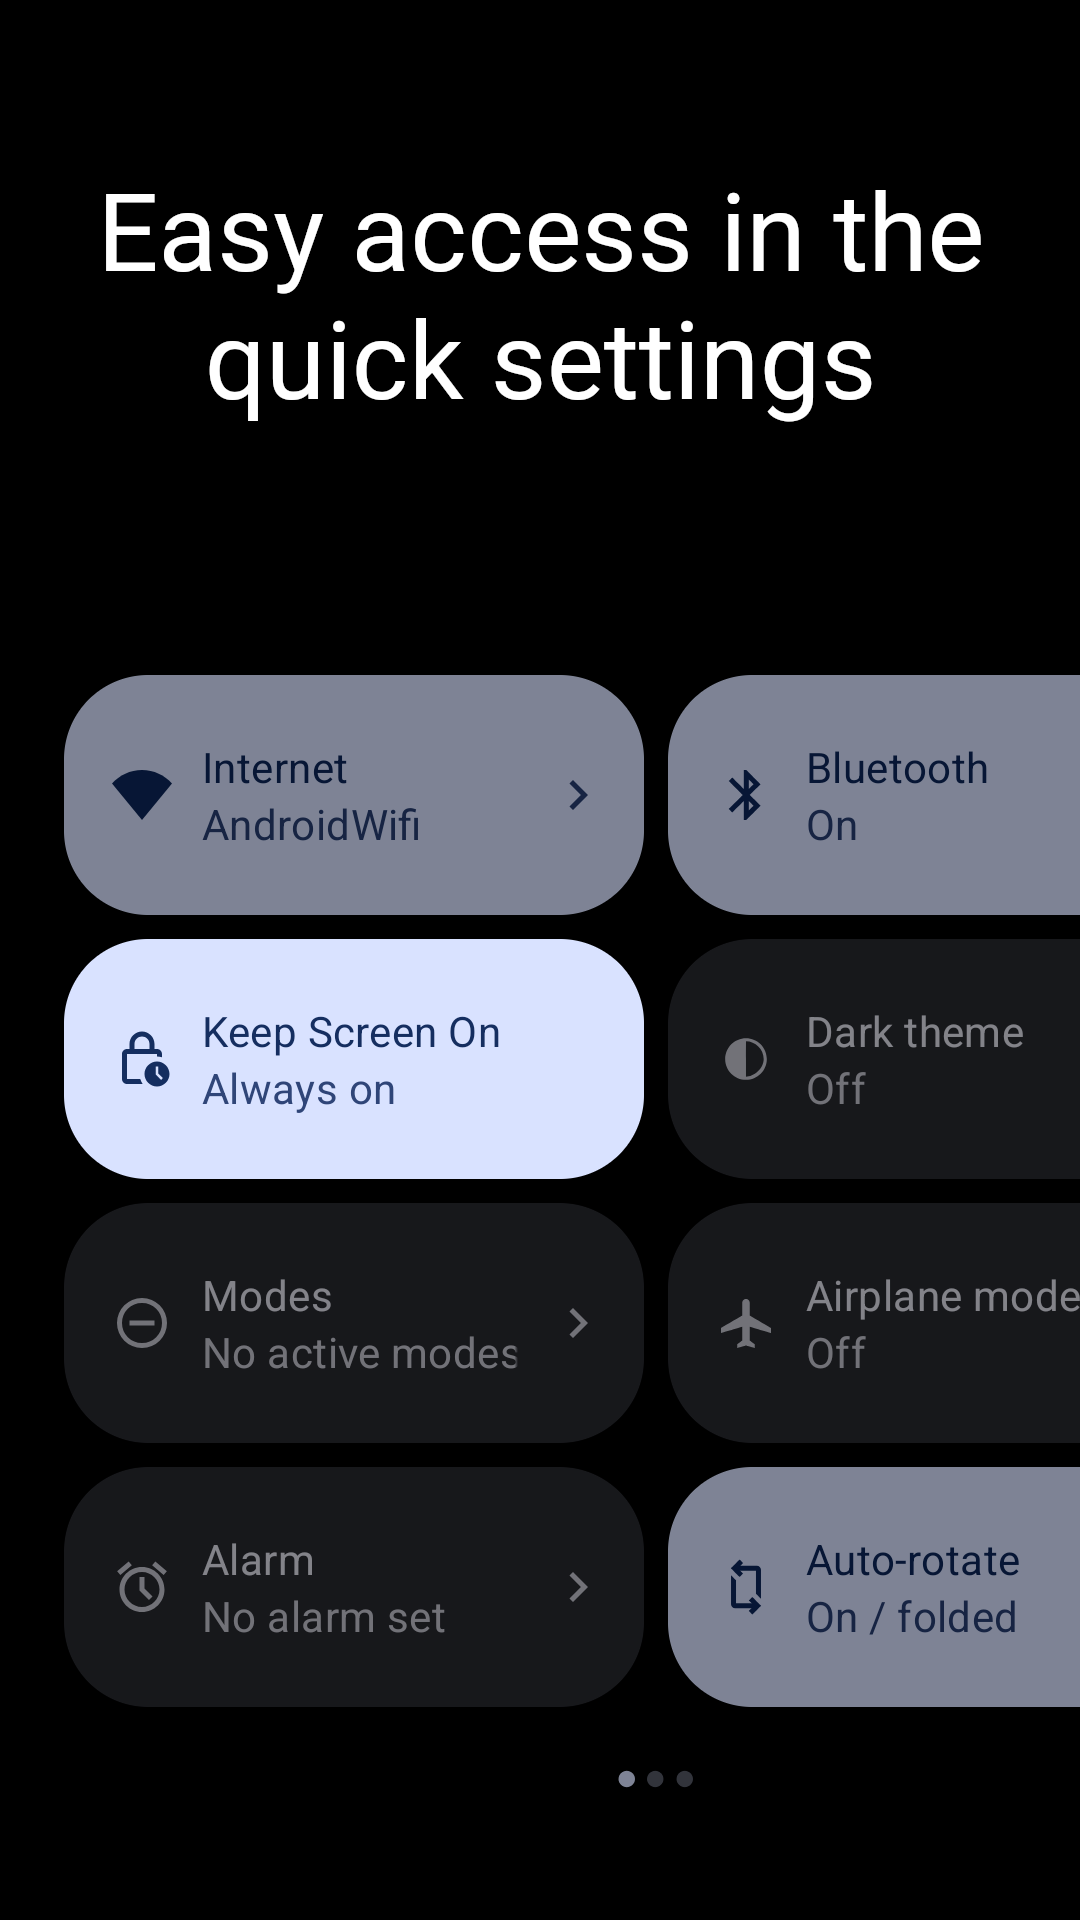 Easy access in the
quick settings
Internet
AndroidWifi
Bluetooth
On
Keep Screen On
Always on
Dark theme
Off
Modes
No active modes
Airplane mode
Off
Alarm
No alarm set
Auto-rotate
On / folded